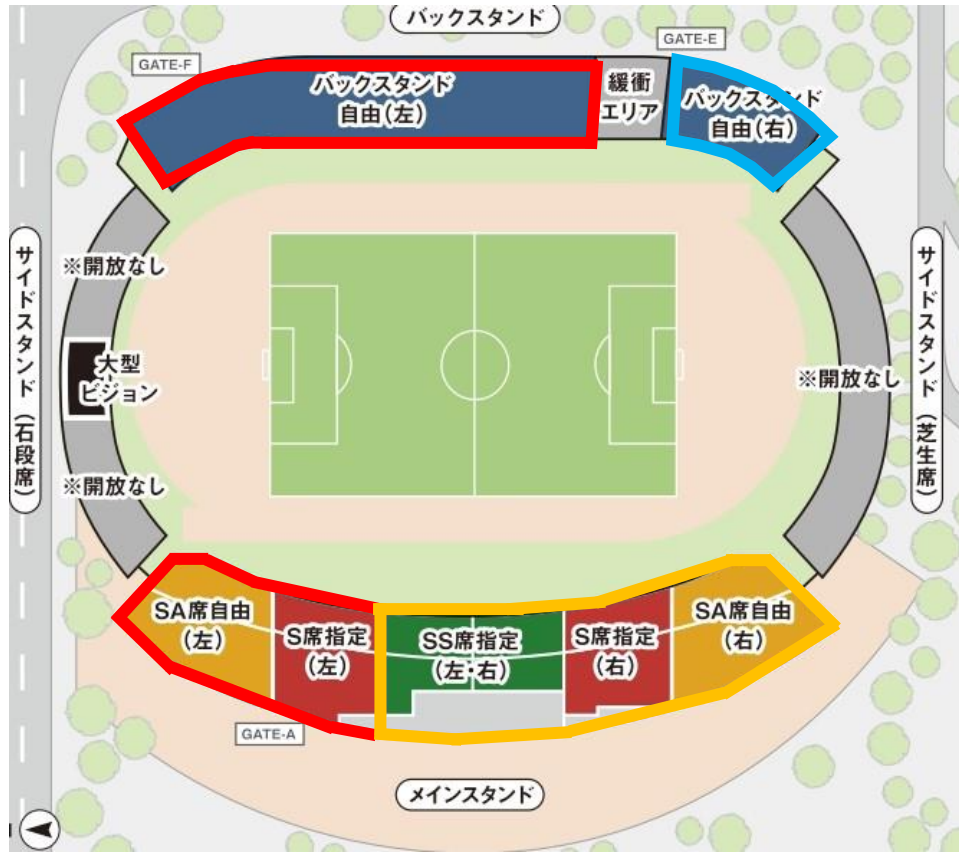 バックスタンド
GATE-F
GATE-E
バックスタンド
自由(左)
緩衝
エリア
バックスタンド
自由(右)
サイドスタンド(石段席)
※開放なし
大型
ビジョン
※開放なし
※開放なし
サイドスタンド(芝生席)
SA席自由
(左)
S席指定
(左)
SS席指定
(左・右)
S席指定
(右)
SA席自由
(右)
GATE-A
メインスタンド